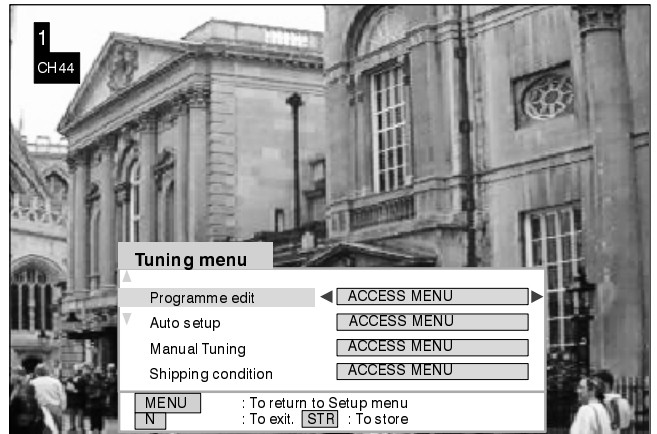 1
CH44
Tuning menu
Programme edit ACCESS MENU
Auto setup ACCESS MENU
Manual Tuning ACCESS MENU
Shipping condition ACCESS MENU
MENU : To return to Setup menu
N : To exit. STR : To store